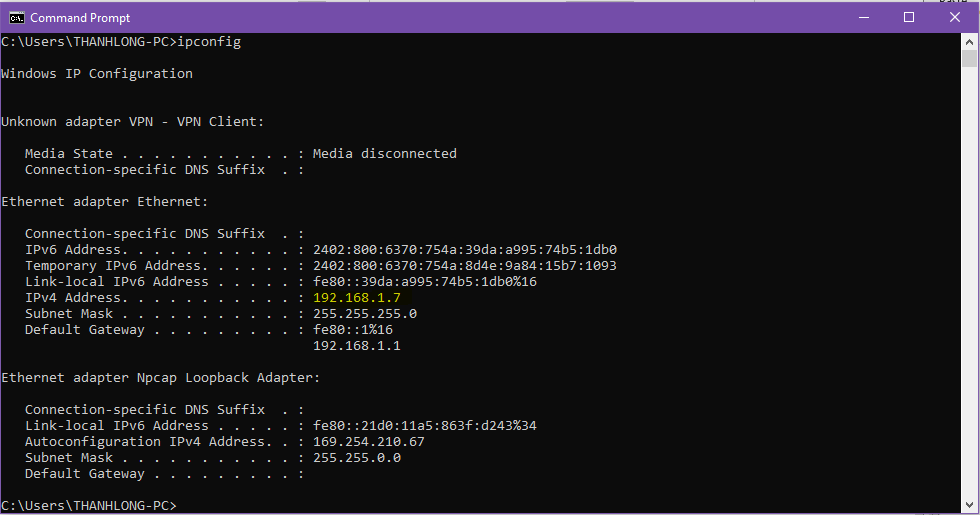 Command Prompt
C:\Users\THANHLONG-PC>ipconfig
Windows IP Configuration
Unknown adapter VPN - VPN Client:
   Media State . . . . . . . . . . . : Media disconnected
   Connection-specific DNS Suffix  . :
Ethernet adapter Ethernet:
   Connection-specific DNS Suffix  . :
   IPv6 Address. . . . . . . . . . . : 2402:800:6370:754a:39da:a995:74b5:1db0
   Temporary IPv6 Address. . . . . . : 2402:800:6370:754a:8d4e:9a84:15b7:1093
   Link-local IPv6 Address . . . . . : fe80::39da:a995:74b5:1db0%16
   IPv4 Address. . . . . . . . . . . : 192.168.1.7
   Subnet Mask . . . . . . . . . . . : 255.255.255.0
   Default Gateway . . . . . . . . . : fe80::1%16
                                       192.168.1.1
Ethernet adapter Npcap Loopback Adapter:
   Connection-specific DNS Suffix  . :
   Link-local IPv6 Address . . . . . : fe80::21d0:11a5:863f:d243%34
   Autoconfiguration IPv4 Address. . : 169.254.210.67
   Subnet Mask . . . . . . . . . . . : 255.255.0.0
   Default Gateway . . . . . . . . . :
C:\Users\THANHLONG-PC>